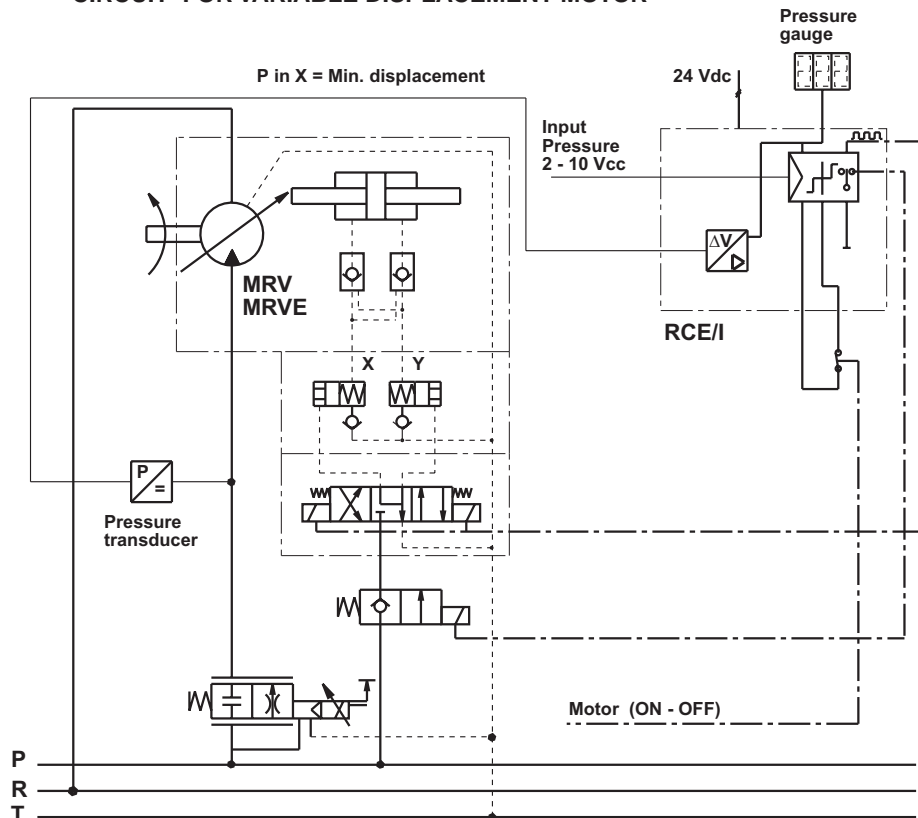 CIRCUIT FOR VARIABLE DISPLACEMENT MOTOR
Pressure
gauge
P in X = Min. displacement
24 Vdc
Input
Pressure
2 - 10 Vcc
ΔV
MRV
MRVE
RCE/I
X Y
P
=
Pressure
transducer
Motor (ON - OFF)
P
R
T